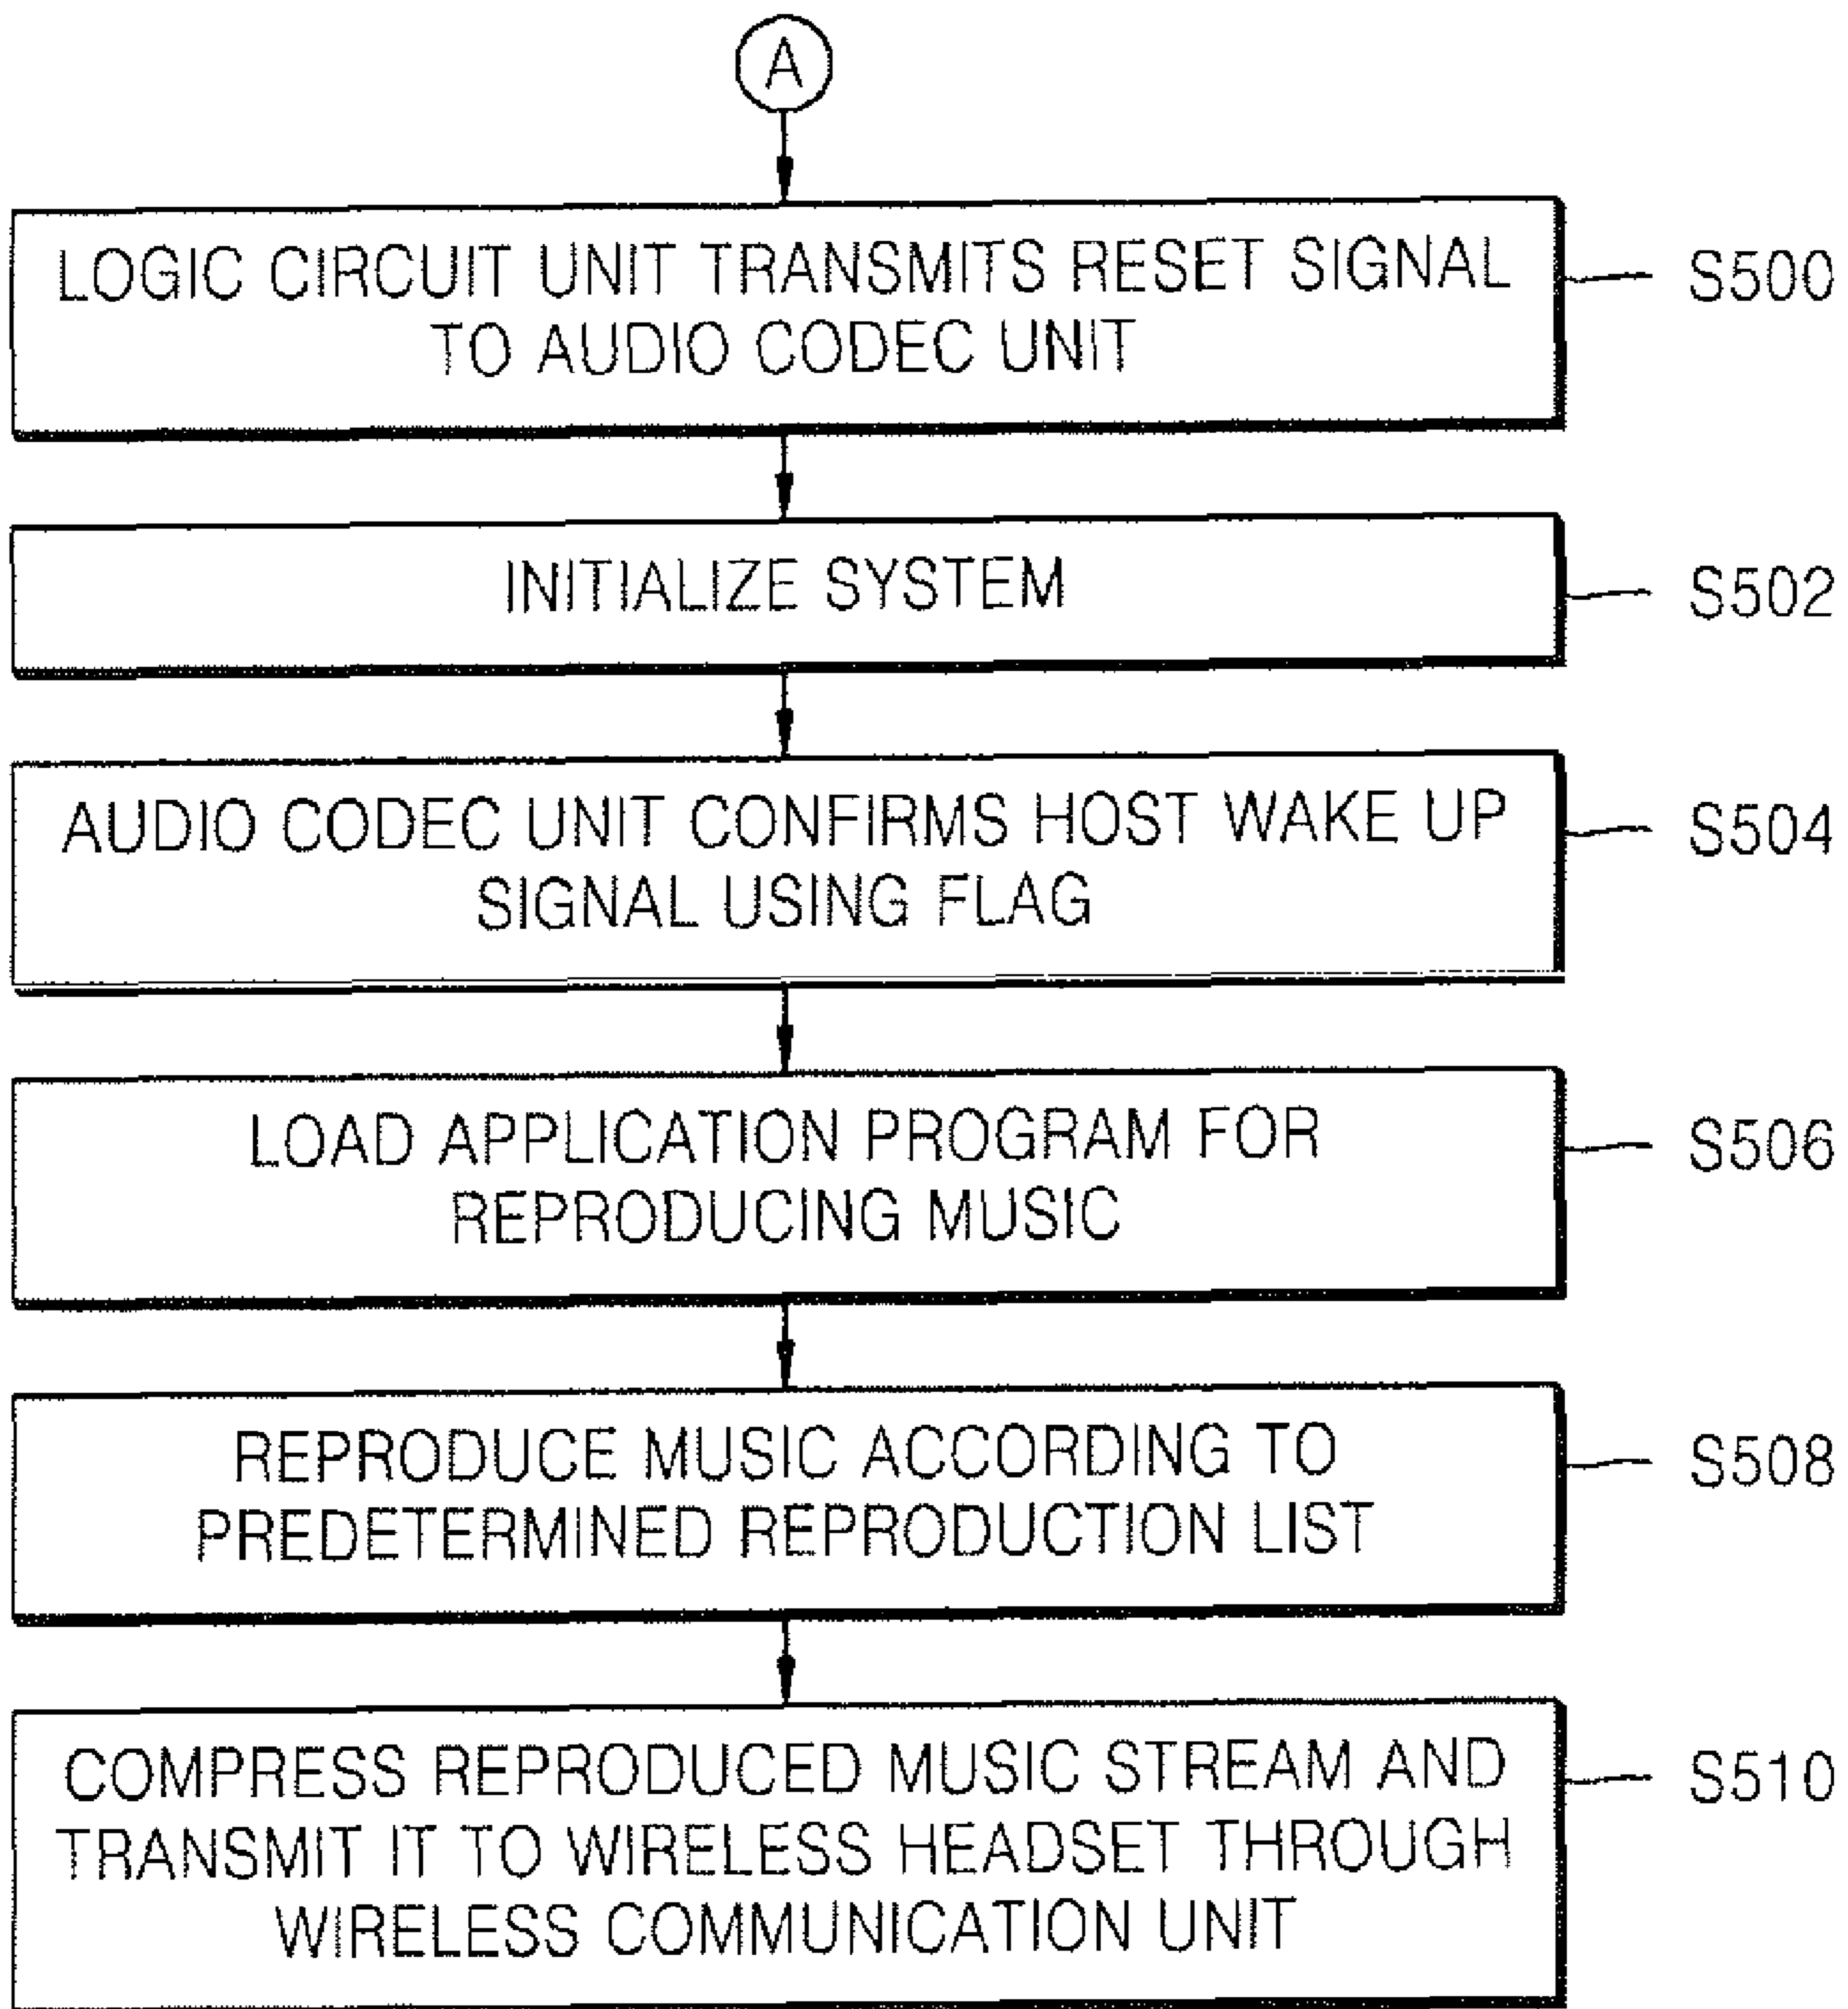 A
LOGIC CIRCUIT UNIT TRANSMITS RESET SIGNAL
TO AUDIO CODEC UNIT
S500
INITIALIZE SYSTEM
S502
AUDIO CODEC UNIT CONFIRMS HOST WAKE UP
SIGNAL USING FLAG
S504
LOAD APPLICATION PROGRAM FOR
REPRODUCING MUSIC
S506
REPRODUCE MUSIC ACCORDING TO
PREDETERMINED REPRODUCTION LIST
S508
COMPRESS REPRODUCED MUSIC STREAM AND
TRANSMIT IT TO WIRELESS HEADSET THROUGH
WIRELESS COMMUNICATION UNIT
S510